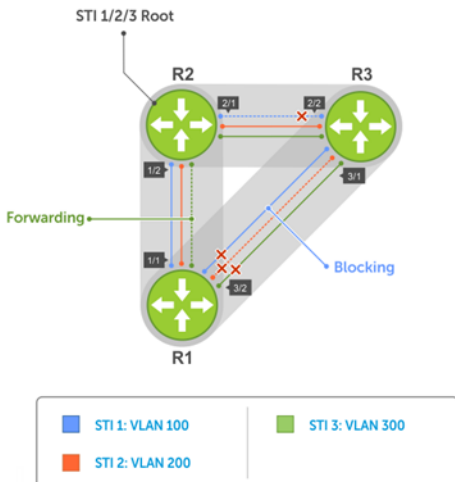 STI 1/2/3 Root
R2
R3
2/1
2/2
1/2
3/1
Forwarding
1/1
Blocking
3/2
R1
STI 1: VLAN 100
STI 3: VLAN 300
STI 2: VLAN 200